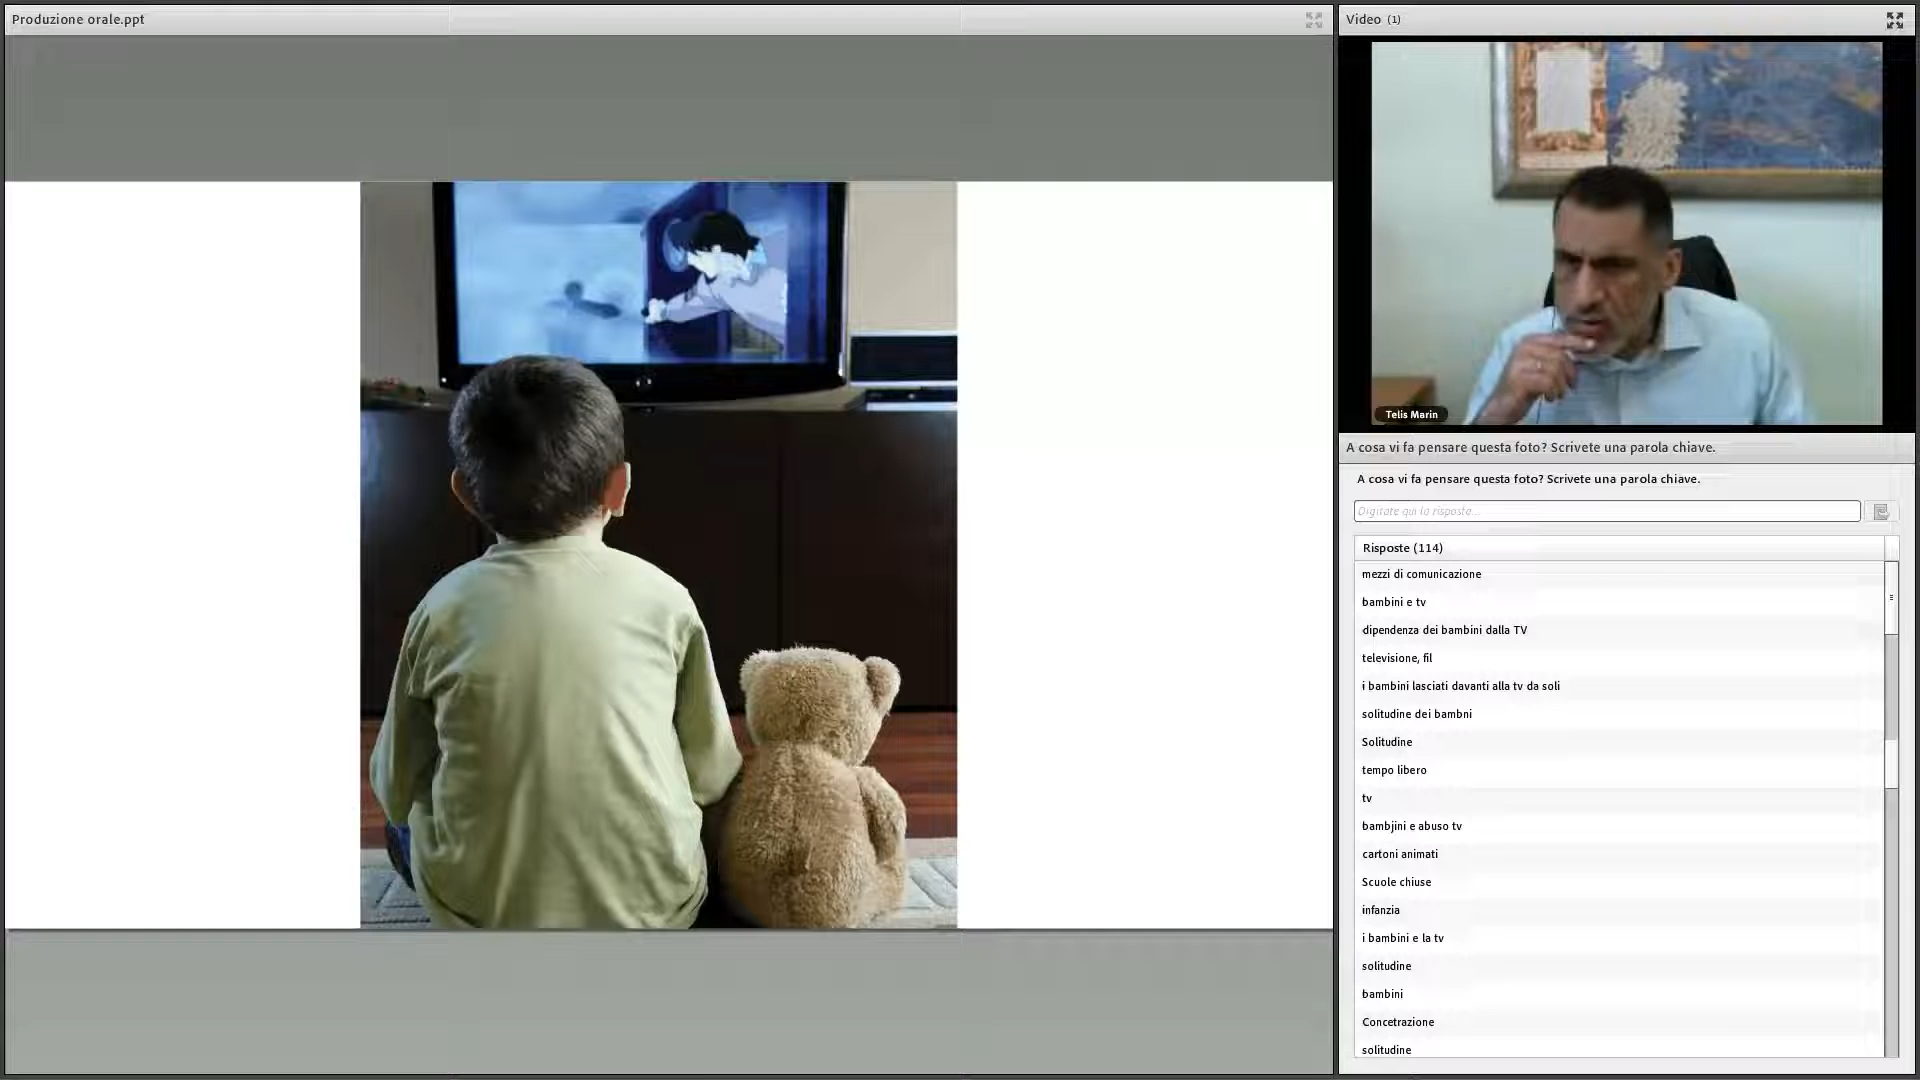 Produzione orale.ppt
Video (1)
Telis Marin
A cosa vi fa pensare questa foto? Scrivete una parola chiave.
A cosa vi fa pensare questa foto? Scrivete una parola chiave.
Digitate qui la risposta...
Risposte (114)
mezzi di comunicazione
bambini e tv
dipendenza dei bambini dalla TV
televisione, fil
i bambini lasciati davanti alla tv da soli
solitudine dei bambni
Solitudine
tempo libero
tv
bambjini e abuso tv
cartoni animati
Scuole chiuse
infanzia
i bambini e la tv
solitudine
bambini
Concetrazione
solitudine